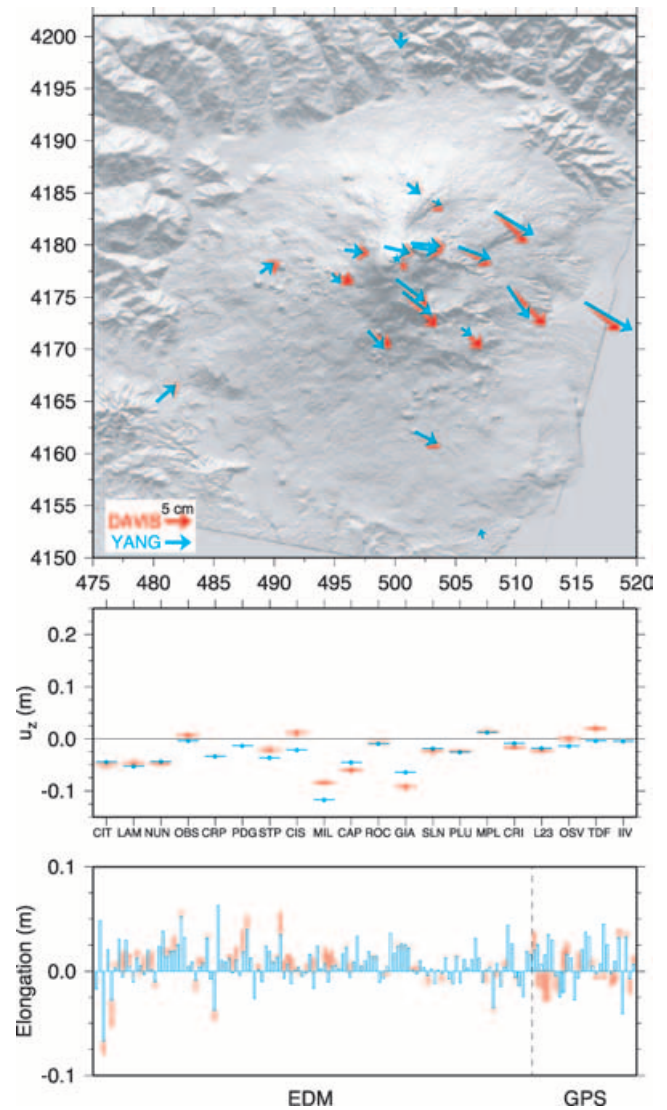 4200
4195
4190
4185
4180
4175
4170
4165
4160
4155
4150
5 cm
DAVIS
YANG
475 480 485 490 495 500 505 510 515 520
0.2
0.1
0.0
-0.1
u_z (m)
CIT LAM NUN OBS CRP PDG STP CIS MIL CAP ROC GIA SLN PLU MPL CRI L23 OSV TDF IIV
0.1
0.0
-0.1
Elongation (m)
EDM GPS